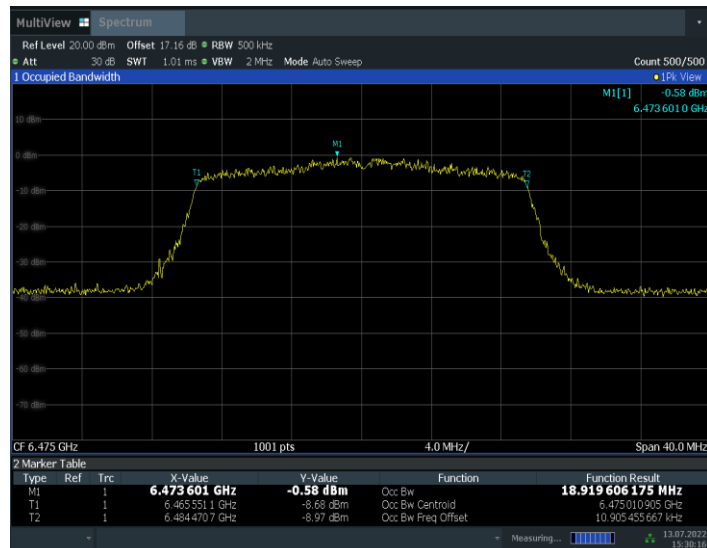 MultiView Spectrum
Ref Level 20.00 dBm Offset 17.16 dB RBW 500 kHz
Att 30 dB SWT 1.01 ms VBW 2 MHz Mode Auto Sweep Count 500/500
1 Occupied Bandwidth 1Pk View
M1[1] -0.58 dBm
6.473 601 0 GHz
10 dBm
M1
0 dBm
T1 T2
-10 dBm
-20 dBm
-30 dBm
-40 dBm
-50 dBm
-60 dBm
-70 dBm
CF 6.475 GHz 1001 pts 4.0 MHz/ Span 40.0 MHz
2 Marker Table
Type Ref Trc X-Value Y-Value Function Function Result
M1 1 6.473 601 GHz -0.58 dBm Occ Bw 18.919 606 175 MHz
T1 1 6.465 551 1 GHz -8.68 dBm Occ Bw Centroid 6.475 010 905 GHz
T2 1 6.484 470 7 GHz -8.97 dBm Occ Bw Freq Offset 10.905 455 667 kHz
Measuring... 13.07.2022
15:30:16